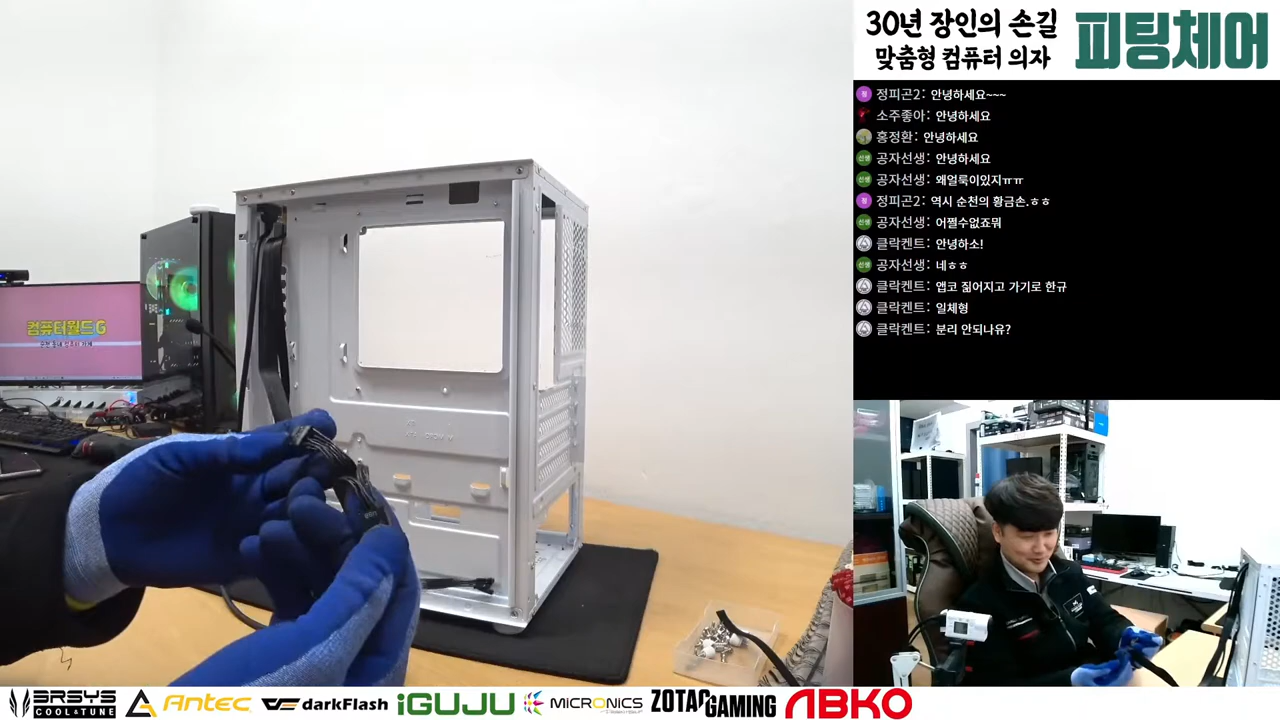 30년 장인의 손길
맞춤형 컴퓨터 의자
피팅체어
정피곤2: 안녕하세요~~~
소주좋아: 안녕하세요
홍정환: 안녕하세요
공자선생: 안녕하세요
공자선생: 왜얼룩이있지ㅠㅠ
정피곤2: 역시 순천의 황금손.ㅎㅎ
공자선생: 어쩔수없죠뭐
클락켄트: 안녕하소!
공자선생: 네ㅎㅎ
클락켄트: 앱코 짊어지고 가기로 한규
클락켄트: 일체형
클락켄트: 분리 안되나유?
컴퓨터월드G
3RSYS
COOL&TUNE
Antec
darkFlash
iGUJU
MICRONICS
ZOTAC GAMING
ABKO